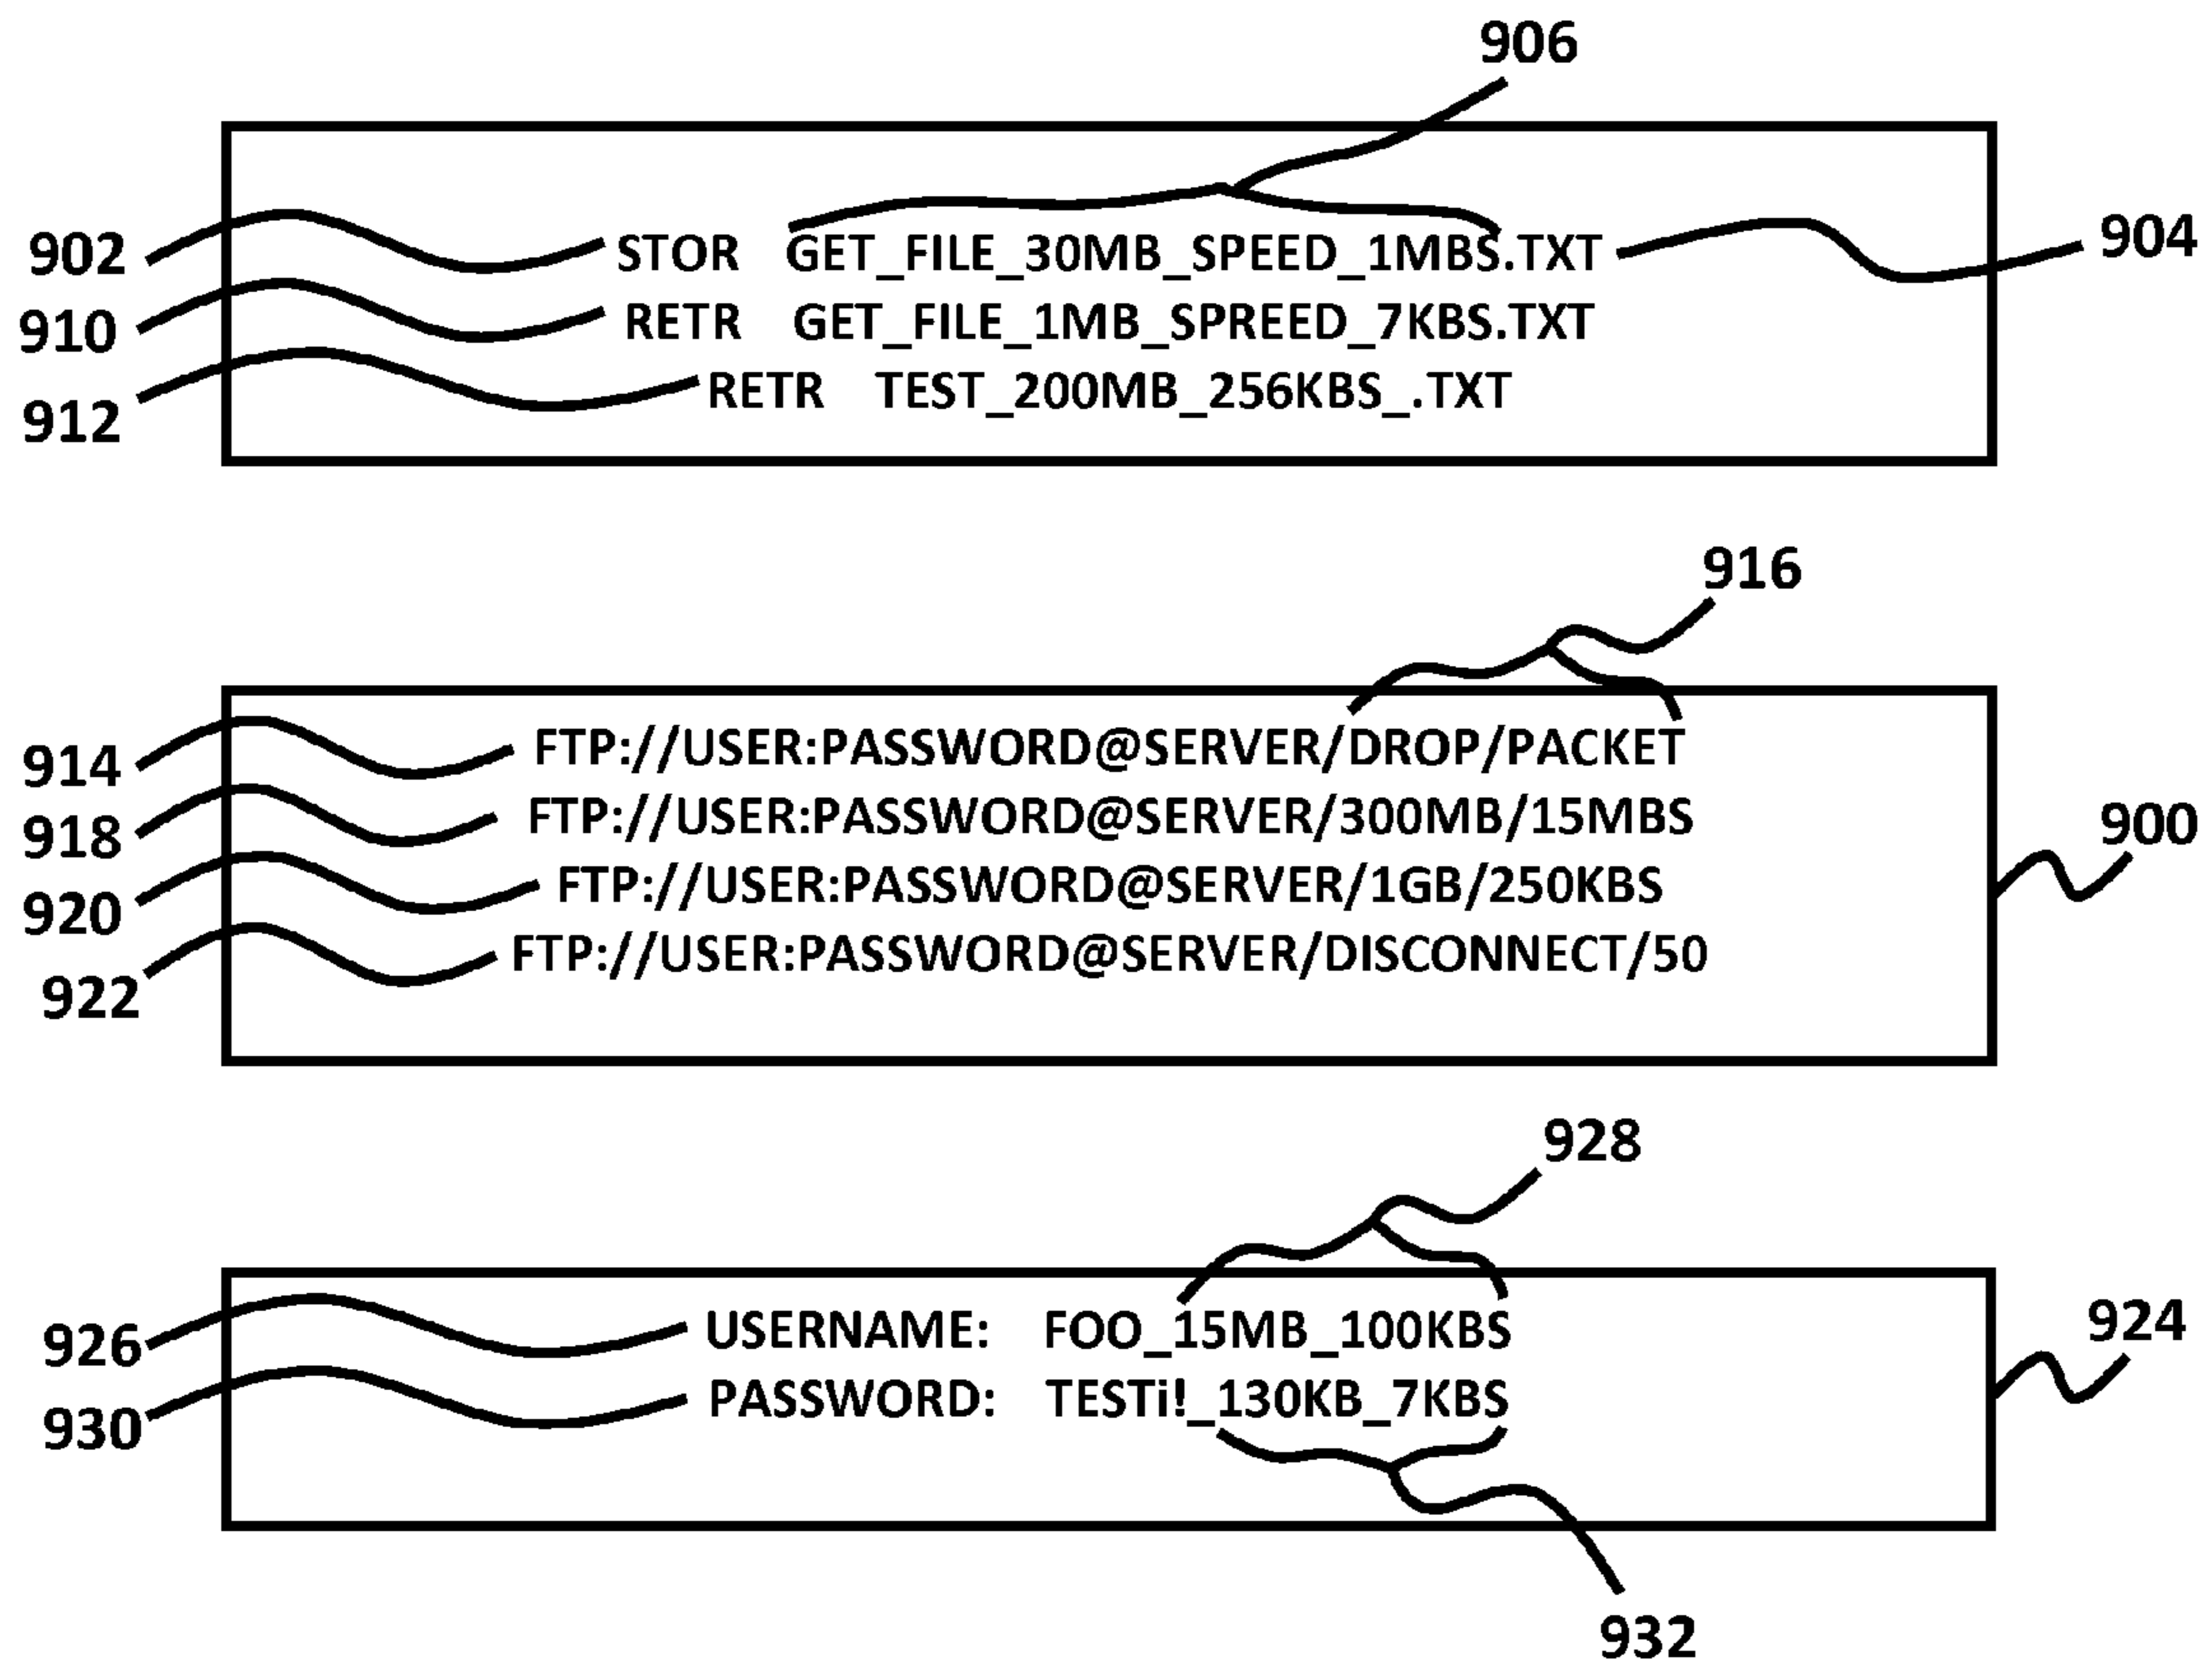 906
902 STOR GET_FILE_30MB_SPEED_1MBS.TXT 904
910 RETR GET_FILE_1MB_SPREED_7KBS.TXT
912 RETR TEST_200MB_256KBS_.TXT
916
914 FTP://USER:PASSWORD@SERVER/DROP/PACKET
918 FTP://USER:PASSWORD@SERVER/300MB/15MBS 900
920 FTP://USER:PASSWORD@SERVER/1GB/250KBS
922 FTP://USER:PASSWORD@SERVER/DISCONNECT/50
928
926 USERNAME: FOO_15MB_100KBS 924
930 PASSWORD: TESTi!_130KB_7KBS
932